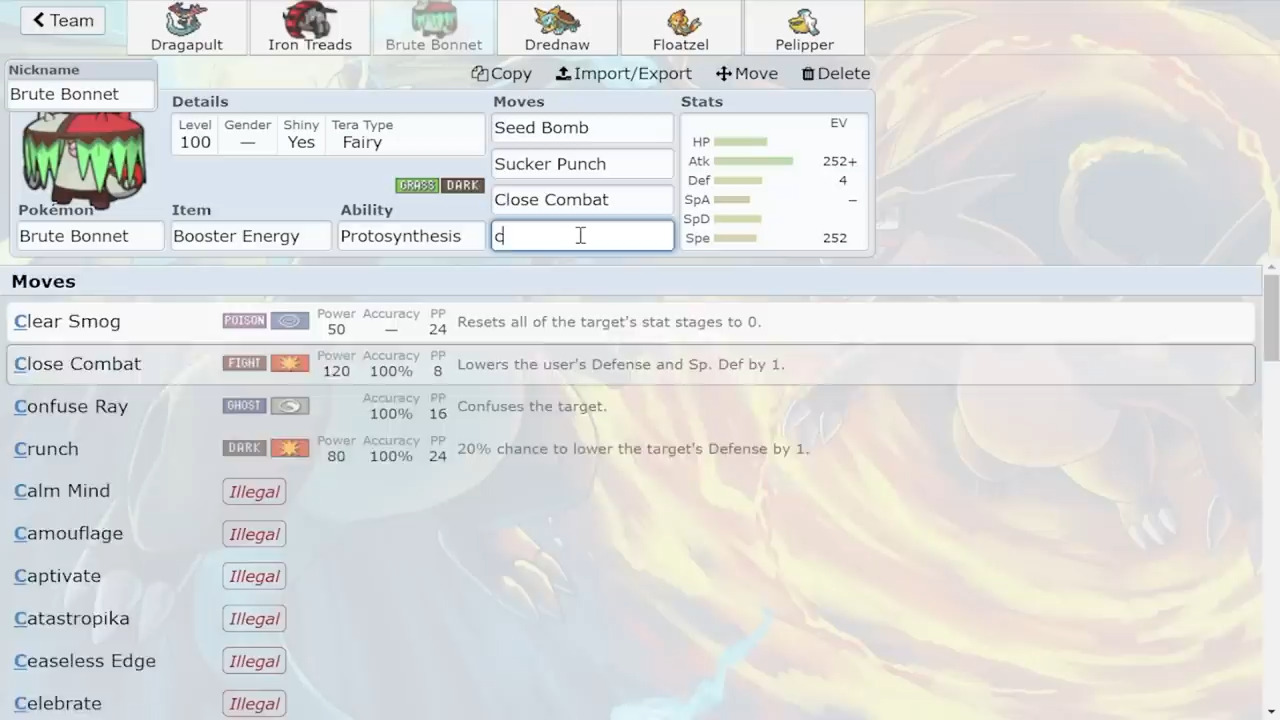 Team
Dragapult
Iron Treads
Brute Bonnet
Drednaw
Floatzel
Pelipper
Nickname
Brute Bonnet
Copy
Import/Export
Move
Delete
Details
Moves
Stats
Level
Gender
Shiny
Tera Type
100
—
Yes
Fairy
GRASS DARK
Pokémon
Item
Ability
Brute Bonnet
Booster Energy
Protosynthesis
Seed Bomb
Sucker Punch
Close Combat
c
EV
HP
Atk 252+
Def 4
SpA –
SpD
Spe 252
Moves
Clear Smog POISON Power 50 Accuracy — PP 24 Resets all of the target's stat stages to 0.
Close Combat FIGHT Power 120 Accuracy 100% PP 8 Lowers the user's Defense and Sp. Def by 1.
Confuse Ray GHOST Accuracy 100% PP 16 Confuses the target.
Crunch DARK Power 80 Accuracy 100% PP 24 20% chance to lower the target's Defense by 1.
Calm Mind Illegal
Camouflage Illegal
Captivate Illegal
Catastropika Illegal
Ceaseless Edge Illegal
Celebrate Illegal